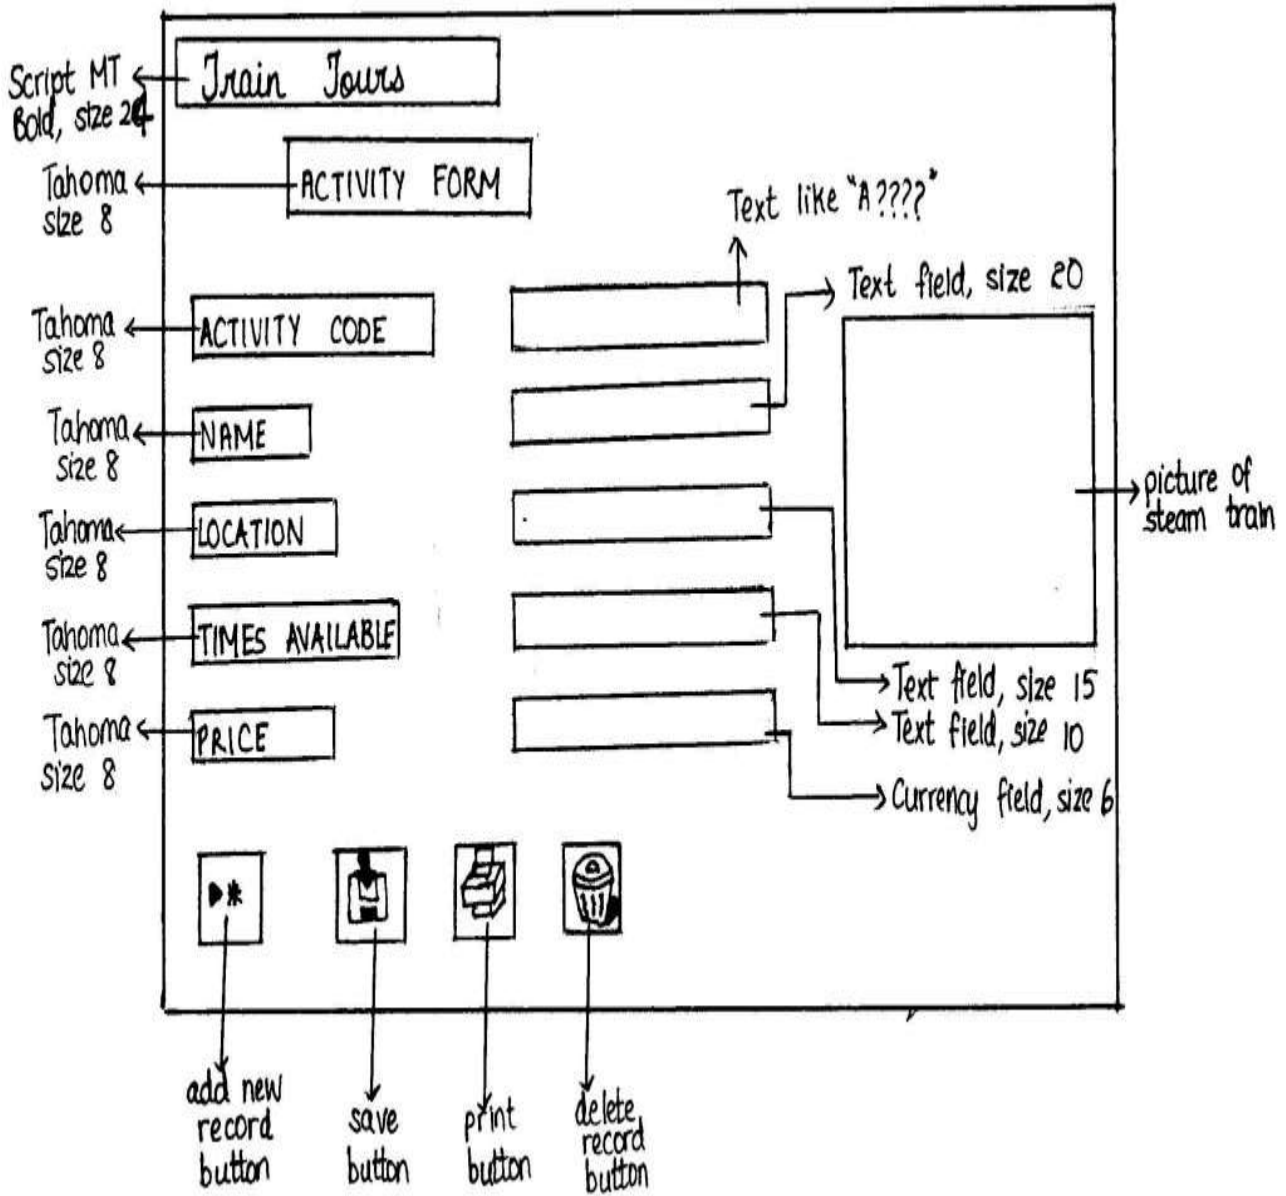 Script MT
Bold, size 24
Train Tours
Tahoma
size 8
ACTIVITY FORM
Text like "A????"
Text field, size 20
Tahoma
size 8
ACTIVITY CODE
Tahoma
size 8
NAME
picture of
steam train
Tahoma
size 8
LOCATION
Tahoma
size 8
TIMES AVAILABLE
Text field, size 15
Text field, size 10
Tahoma
size 8
PRICE
Currency field, size 6
add new
record
button
save
button
print
button
delete
record
button